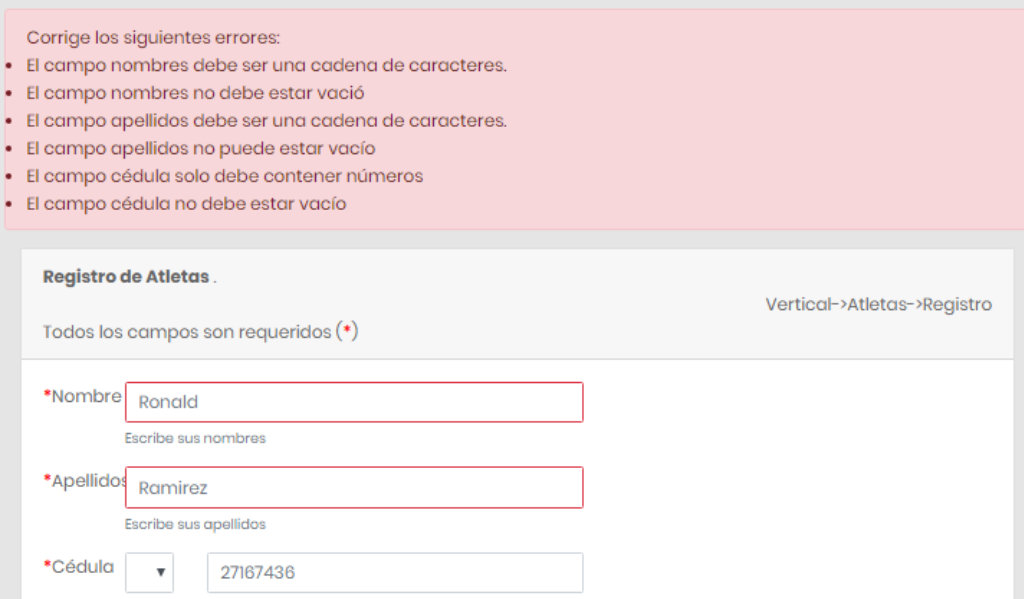 Corrige los siguientes errores:
El campo nombres debe ser una cadena de caracteres.
El campo nombres no debe estar vació
El campo apellidos debe ser una cadena de caracteres.
El campo apellidos no puede estar vacío
El campo cédula solo debe contener números
El campo cédula no debe estar vacío
Registro de Atletas .
Vertical->Atletas->Registro
Todos los campos son requeridos (*)
*Nombre Ronald
Escribe sus nombres
*Apellidos Ramirez
Escribe sus apellidos
*Cédula 27167436